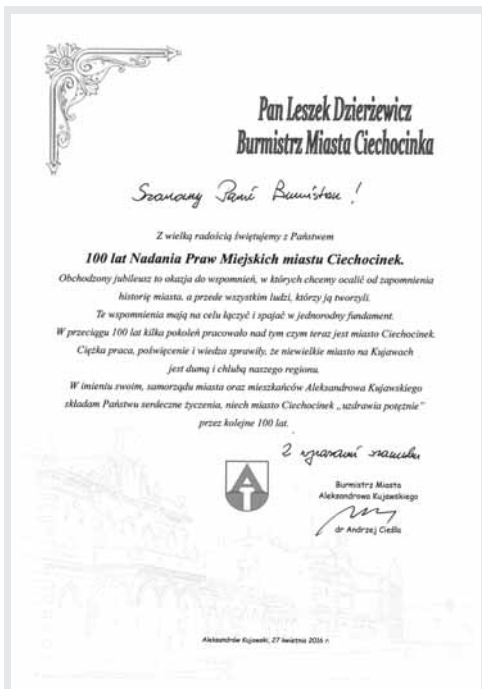 Pan Leszek Dzierżewicz
Burmistrz Miasta Ciechocinka
Szanowny Panie Burmistrzu !
Z wielką radością świętujemy z Państwem
100 lat Nadania Praw Miejskich miastu Ciechocinek.
Obchodzony jubileusz to okazja do wspomnień, w których chcemy ocalić od zapomnienia
historię miasta, a przede wszystkim ludzi, którzy ją tworzyli.
Te wspomnienia mają na celu łączyć i spajać w jednorodny fundament.
W przeciągu 100 lat kilka pokoleń pracowało nad tym czym teraz jest miasto Ciechocinek.
Ciężka praca, poświęcenie i wiedza sprawiły, że niewielkie miasto na Kujawach
jest dumą i chlubą naszego regionu.
W imieniu swoim, samorządu miasta oraz mieszkańców Aleksandrowa Kujawskiego
składam Państwu serdeczne życzenia, niech miasto Ciechocinek „uzdrawia potężnie”
przez kolejne 100 lat.
Z wyrazami szacunku
Burmistrz Miasta
Aleksandrowa Kujawskiego
dr Andrzej Cieśla
Aleksandrów Kujawski, 27 kwietnia 2016 r.